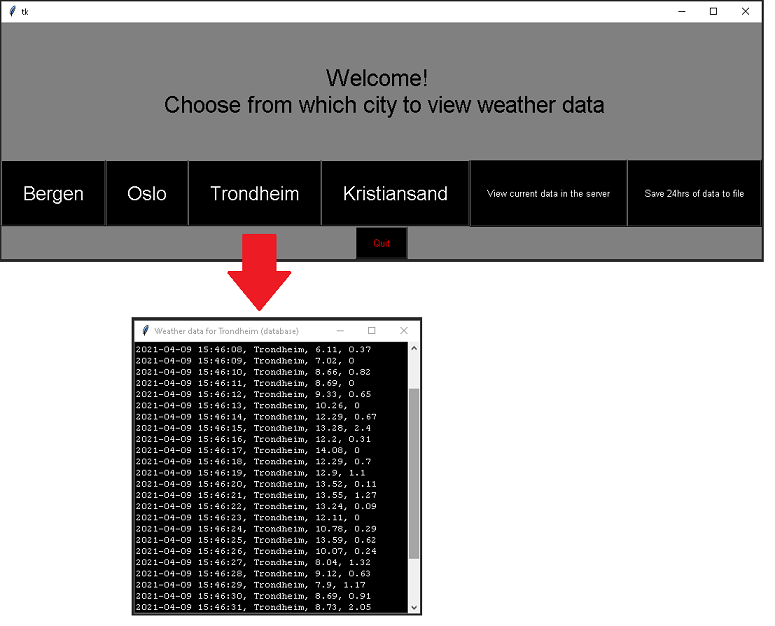 tk
Welcome!
Choose from which city to view weather data
Bergen Oslo Trondheim Kristiansand View current data in the server Save 24hrs of data to file
Quit
Weather data for Trondheim (database)
2021-04-09 15:46:08, Trondheim, 6.11, 0.37
2021-04-09 15:46:09, Trondheim, 7.02, 0
2021-04-09 15:46:10, Trondheim, 8.66, 0.82
2021-04-09 15:46:11, Trondheim, 8.69, 0
2021-04-09 15:46:12, Trondheim, 9.33, 0.65
2021-04-09 15:46:13, Trondheim, 10.26, 0
2021-04-09 15:46:14, Trondheim, 12.29, 0.67
2021-04-09 15:46:15, Trondheim, 13.28, 2.4
2021-04-09 15:46:16, Trondheim, 12.2, 0.31
2021-04-09 15:46:17, Trondheim, 14.08, 0
2021-04-09 15:46:18, Trondheim, 12.29, 0.7
2021-04-09 15:46:19, Trondheim, 12.9, 1.1
2021-04-09 15:46:20, Trondheim, 13.52, 0.11
2021-04-09 15:46:21, Trondheim, 13.55, 1.27
2021-04-09 15:46:22, Trondheim, 13.24, 0.09
2021-04-09 15:46:23, Trondheim, 12.11, 0
2021-04-09 15:46:24, Trondheim, 10.78, 0.29
2021-04-09 15:46:25, Trondheim, 13.59, 0.62
2021-04-09 15:46:26, Trondheim, 10.07, 0.24
2021-04-09 15:46:27, Trondheim, 8.04, 1.32
2021-04-09 15:46:28, Trondheim, 9.12, 0.63
2021-04-09 15:46:29, Trondheim, 7.9, 1.17
2021-04-09 15:46:30, Trondheim, 8.69, 0.91
2021-04-09 15:46:31, Trondheim, 8.73, 2.05